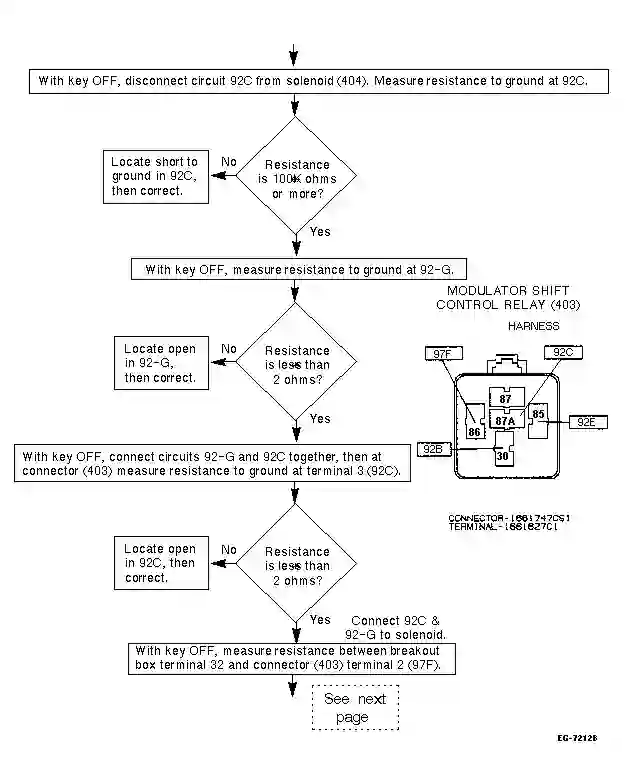 With key OFF, disconnect circuit 92C from solenoid (404). Measure resistance to ground at 92C.
Resistance
is 100K ohms
or more?
No
Locate short to
ground in 92C,
then correct.
Yes
With key OFF, measure resistance to ground at 92-G.
Resistance
is less than
2 ohms?
No
Locate open
in 92-G,
then correct.
Yes
With key OFF, connect circuits 92-G and 92C together, then at
connector (403) measure resistance to ground at terminal 3 (92C).
Resistance
is less than
2 ohms?
No
Locate open
in 92C, then
correct.
Yes
Connect 92C &
92-G to solenoid.
With key OFF, measure resistance between breakout
box terminal 32 and connector (403) terminal 2 (97F).
See next
page
MODULATOR SHIFT
CONTROL RELAY (403)
HARNESS
97F
92C
87
86
87A
85
92E
92B
30
CONNECTOR-1661747C91
TERMINAL-1661627C1
EG-7212B